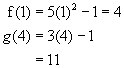 f(1) = 5(1)² − 1 = 4
g(4) = 3(4) − 1
= 11